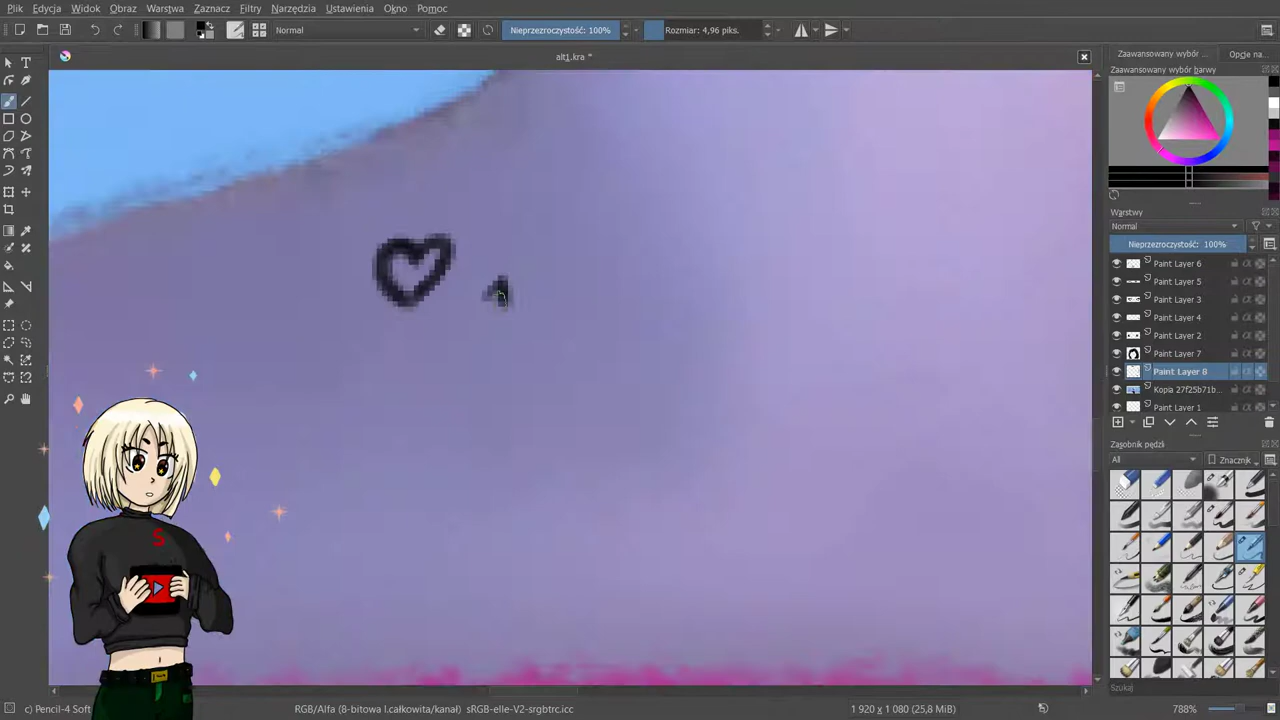 Plik Edycja Widok Obraz Warstwa Zaznacz Filtry Narzędzia Ustawienia Okno Pomoc
Normal Nieprzezroczystość: 100% Rozmiar: 4,96 piks.
alt1.kra *
Zaawansowany wybór ... Opcje na...
Zaawansowany wybór barwy
Warstwy
Normal
Nieprzezroczystość: 100%
Paint Layer 6
Paint Layer 5
Paint Layer 3
Paint Layer 4
Paint Layer 2
Paint Layer 7
Paint Layer 8
Kopia 27f25b71b...
Paint Layer 1
Zasobnik pędzli
All Znacznik
S
Szukaj
c) Pencil-4 Soft RGB/Alfa (8-bitowa l.całkowita/kanał) sRGB-elle-V2-srgbtrc.icc 1 920 x 1 080 (25,8 MiB) 788%